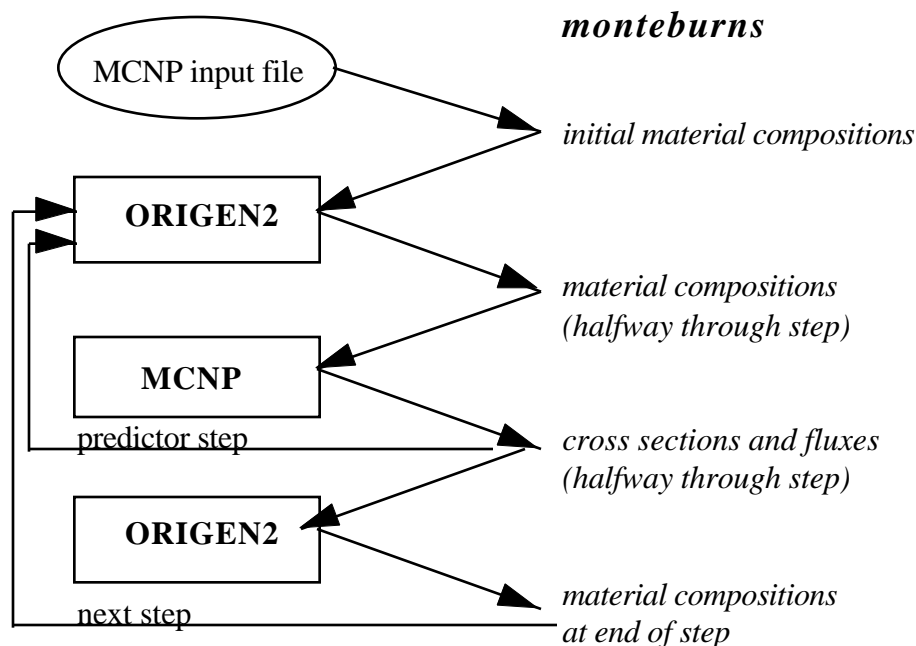 monteburns
MCNP input file
initial material compositions
ORIGEN2
material compositions
(halfway through step)
MCNP
predictor step
cross sections and fluxes
(halfway through step)
ORIGEN2
next step
material compositions
at end of step